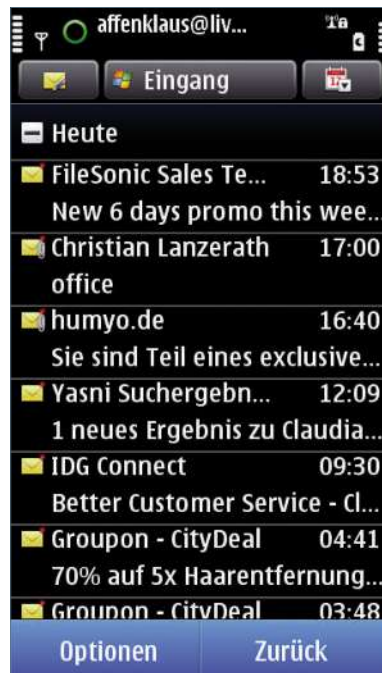 affenklaus@liv...
Eingang
Heute
FileSonic Sales Te... 18:53
New 6 days promo this wee...
Christian Lanzerath 17:00
office
humyo.de 16:40
Sie sind Teil eines exclusive...
Yasni Suchergebn... 12:09
1 neues Ergebnis zu Claudia...
IDG Connect 09:30
Better Customer Service - Cl...
Groupon - CityDeal 04:41
70% auf 5x Haarentfernung...
Groupon - CityDeal 03:48
Optionen Zurück